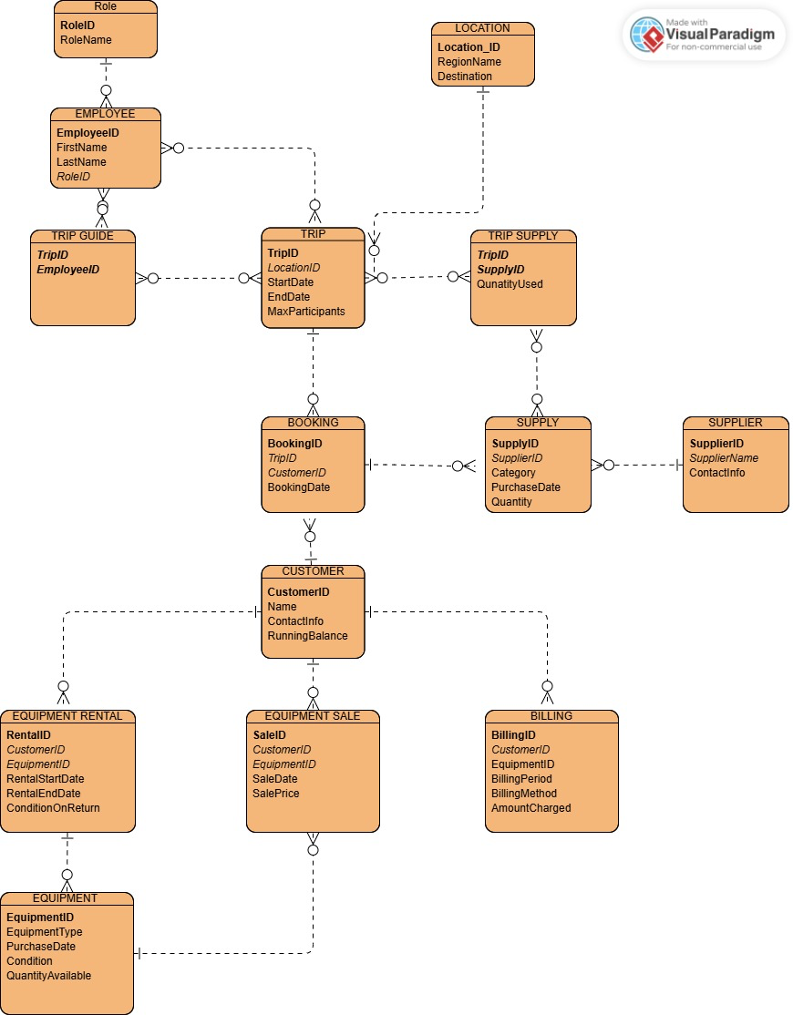 Role
RoleID
RoleName
LOCATION
Location_ID
RegionName
Destination
Made with
VisualParadigm
For non-commercial use
EMPLOYEE
EmployeeID
FirstName
LastName
RoleID
TRIP GUIDE
TripID
EmployeeID
TRIP
TripID
LocationID
StartDate
EndDate
MaxParticipants
TRIP SUPPLY
TripID
SupplyID
QunatityUsed
BOOKING
BookingID
TripID
CustomerID
BookingDate
SUPPLY
SupplyID
SupplierID
Category
PurchaseDate
Quantity
SUPPLIER
SupplierID
SupplierName
ContactInfo
CUSTOMER
CustomerID
Name
ContactInfo
RunningBalance
EQUIPMENT RENTAL
RentalID
CustomerID
EquipmentID
RentalStartDate
RentalEndDate
ConditionOnReturn
EQUIPMENT SALE
SaleID
CustomerID
EquipmentID
SaleDate
SalePrice
BILLING
BillingID
CustomerID
EquipmentID
BillingPeriod
BillingMethod
AmountCharged
EQUIPMENT
EquipmentID
EquipmentType
PurchaseDate
Condition
QuantityAvailable